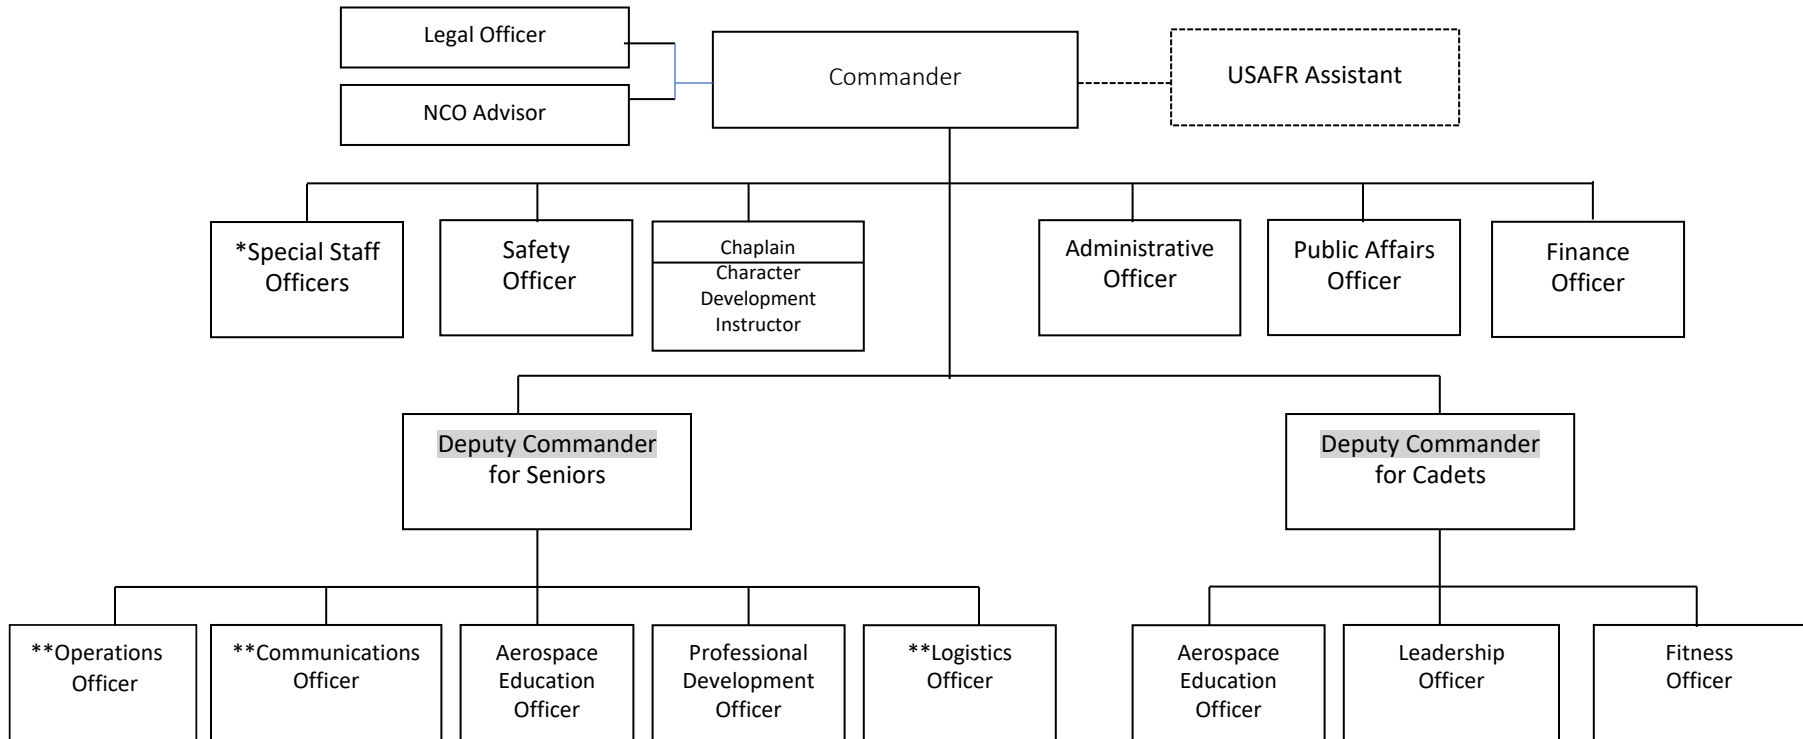 Legal Officer
NCO Advisor
Commander
USAFR Assistant
*Special Staff
Officers
Safety
Officer
Chaplain
Character
Development
Instructor
Administrative
Officer
Public Affairs
Officer
Finance
Officer
Deputy Commander
for Seniors
Deputy Commander
for Cadets
**Operations
Officer
**Communications
Officer
Aerospace
Education
Officer
Professional
Development
Officer
**Logistics
Officer
Aerospace
Education
Officer
Leadership
Officer
Fitness
Officer